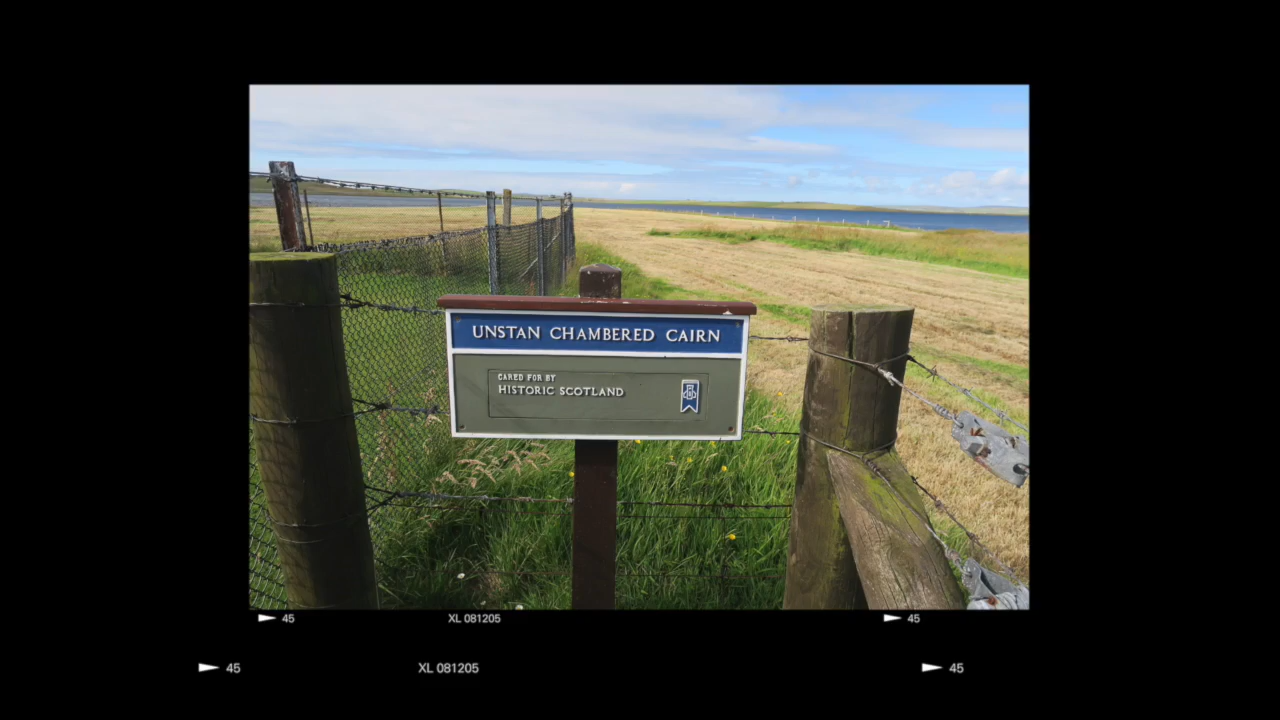 UNSTAN CHAMBERED CAIRN
CARED FOR BY
HISTORIC SCOTLAND
45 XL 081205 45
45 XL 081205 45